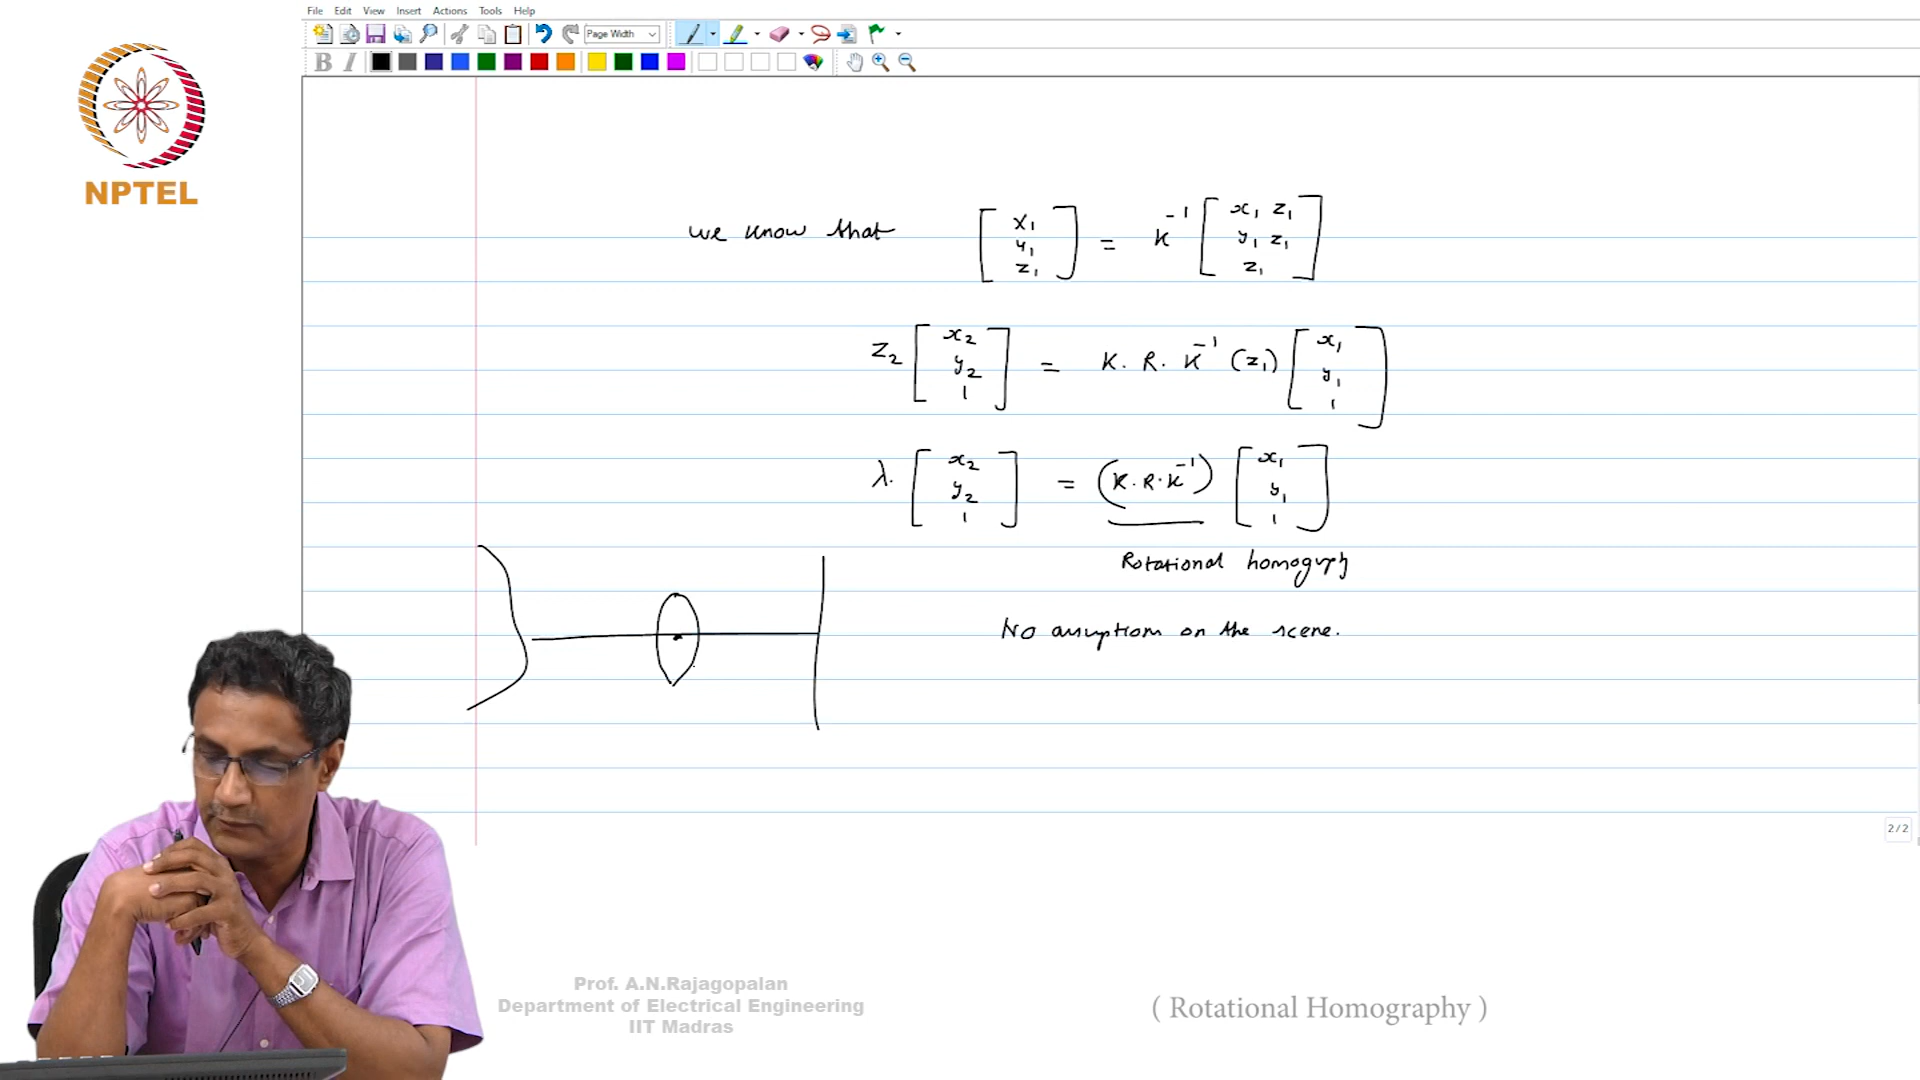 File Edit View Insert Actions Tools Help
Page Width
B I
NPTEL
we know that [ X1 Y1 Z1 ] = K^-1 [ x1 z1 y1 z1 z1 ]
Z2 [ x2 y2 1 ] = K. R. K^-1 (z1) [ x1 y1 1 ]
λ. [ x2 y2 1 ] = (K.R.K^-1) [ x1 y1 1 ]
Rotational homogrph
No assuptions on the scene.
2/2
Prof. A.N.Rajagopalan
Department of Electrical Engineering
IIT Madras
( Rotational Homography )